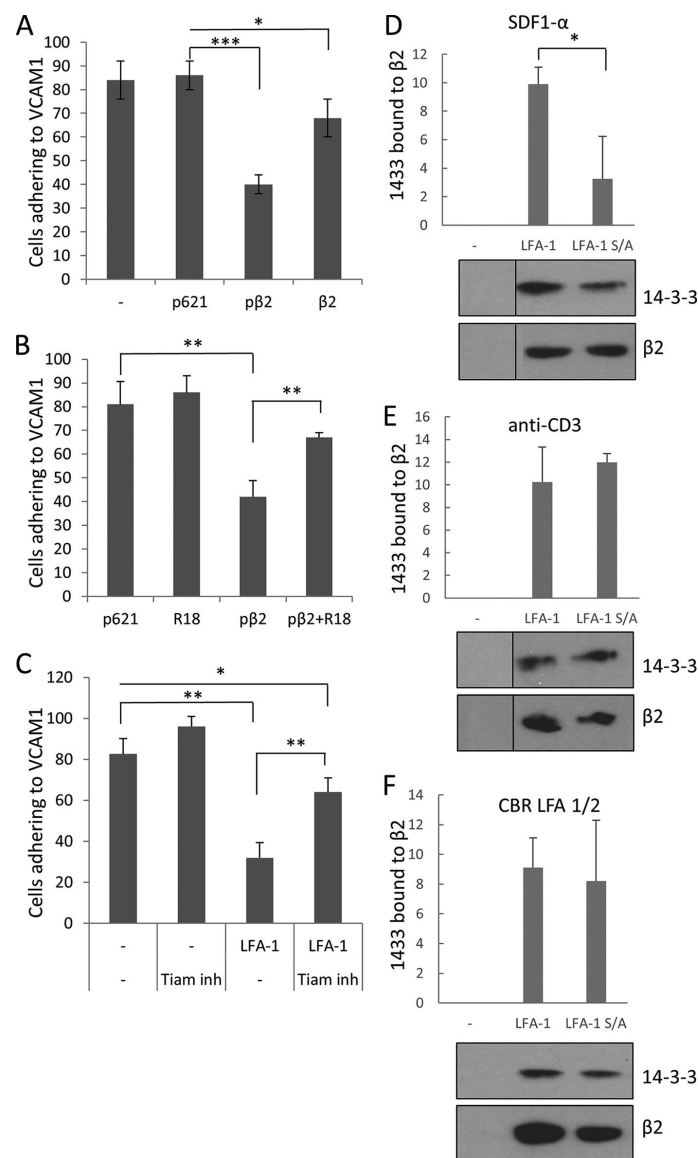 A
Cells adhering to VCAM1
100
90
80
70
60
50
40
30
20
10
0
*
***
- p621 pβ2 β2
B
Cells adhering to VCAM1
100
90
80
70
60
50
40
30
20
10
0
**
**
p621 R18 pβ2 pβ2+R18
C
Cells adhering to VCAM1
120
100
80
60
40
20
0
*
**
**
- - LFA-1 LFA-1
- Tiam inh - Tiam inh
D
SDF1-α
1433 bound to β2
12
10
8
6
4
2
0
*
- LFA-1 LFA-1 S/A
14-3-3
β2
E
anti-CD3
1433 bound to β2
16
14
12
10
8
6
4
2
0
- LFA-1 LFA-1 S/A
14-3-3
β2
F
CBR LFA 1/2
1433 bound to β2
14
12
10
8
6
4
2
0
- LFA-1 LFA-1 S/A
14-3-3
β2